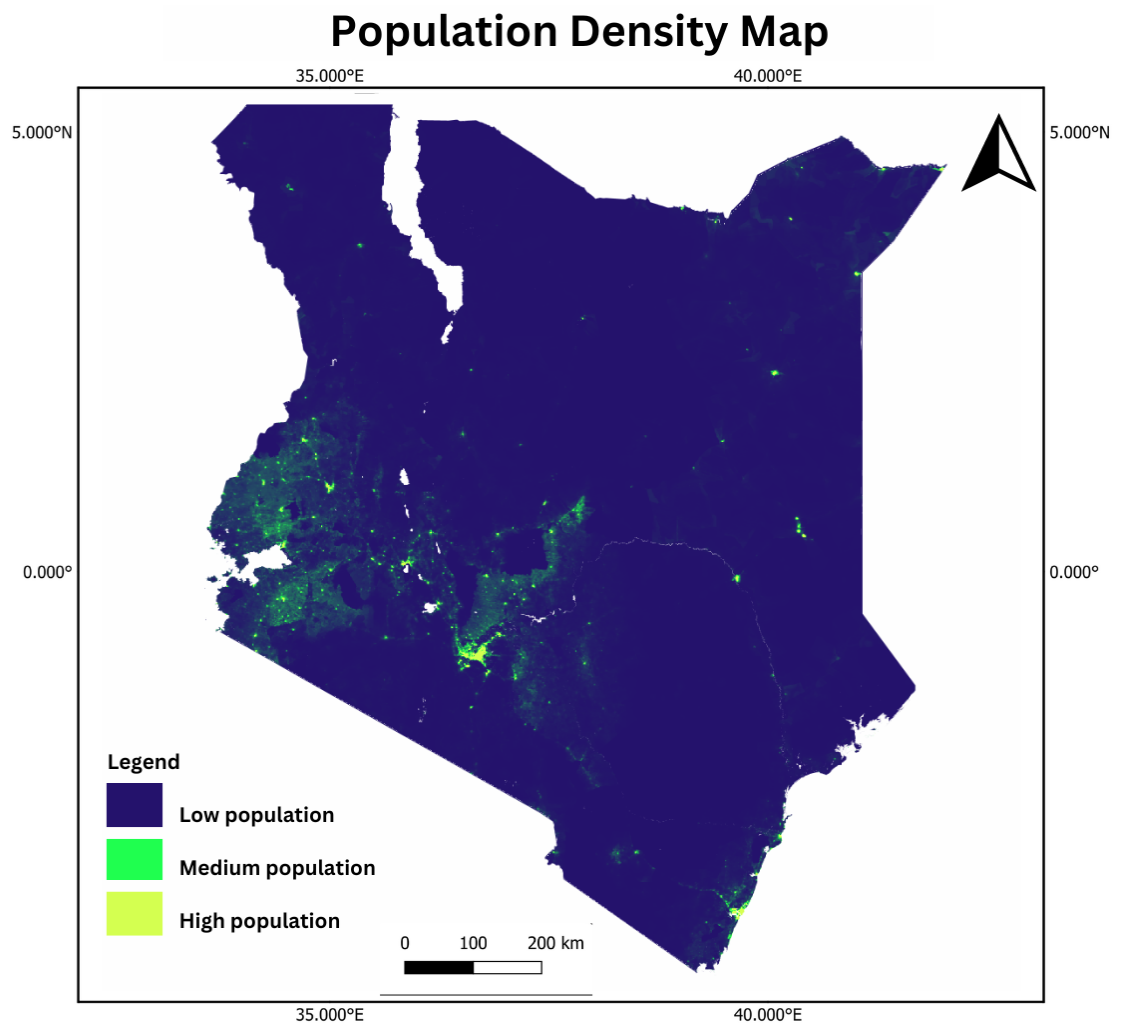 Population Density Map
35.000°E 40.000°E
5.000°N 5.000°N
0.000° 0.000°
Legend
Low population
Medium population
High population
0 100 200 km
35.000°E 40.000°E